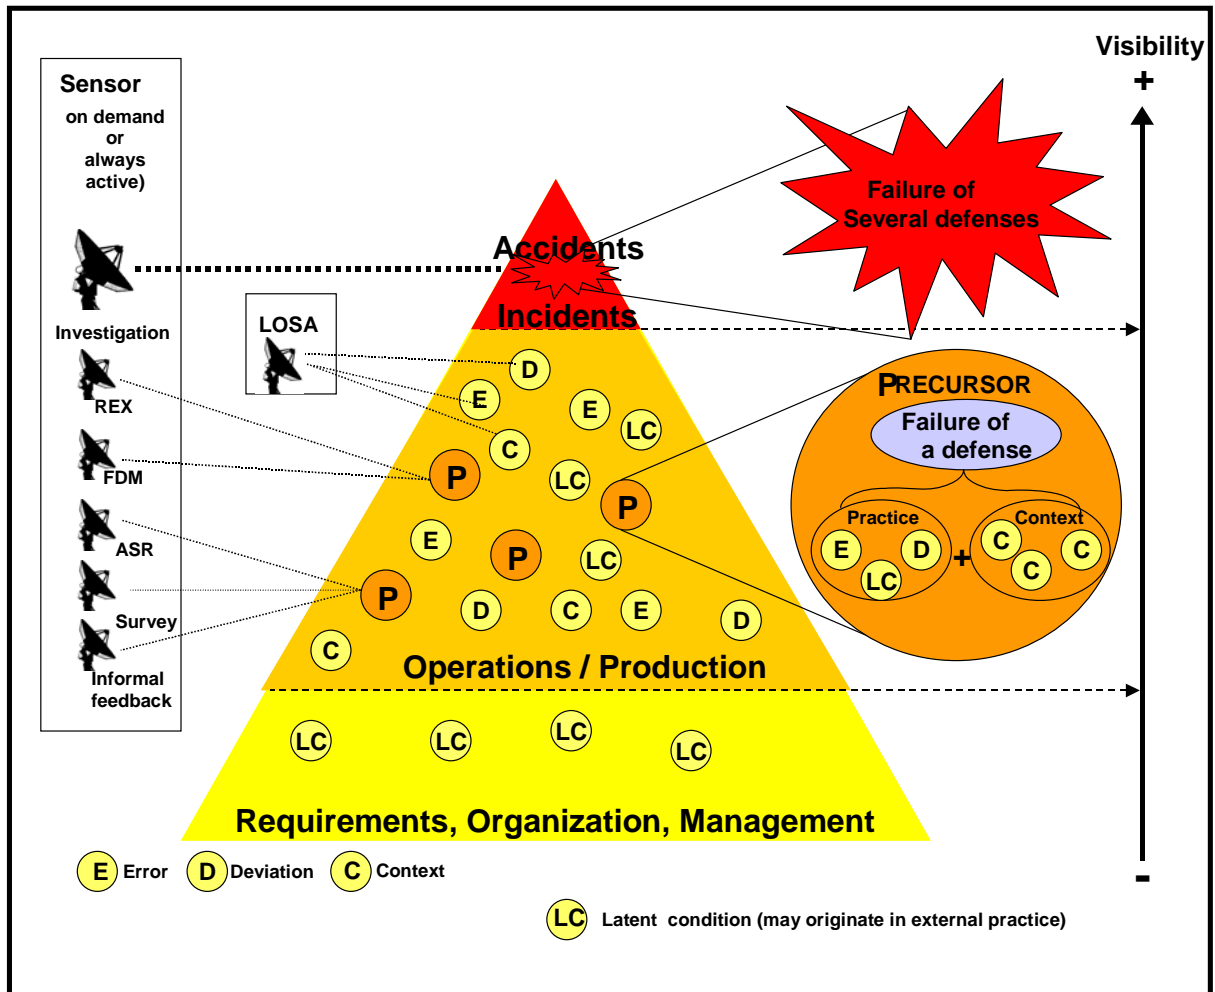 Visibility
+
Sensor
on demand
or
always
active)
Failure of
Several defenses
Accidents
Incidents
Investigation
LOSA
REX
FDM
ASR
Survey
Informal
feedback
D
E
E
LC
C
P
LC
P
E
P
LC
P
D
C
E
D
C
Operations / Production
PRECURSOR
Failure of
a defense
Practice
E
D
LC
+
Context
C
C
C
LC
LC
LC
LC
Requirements, Organization, Management
E Error
D Deviation
C Context
-
LC Latent condition (may originate in external practice)